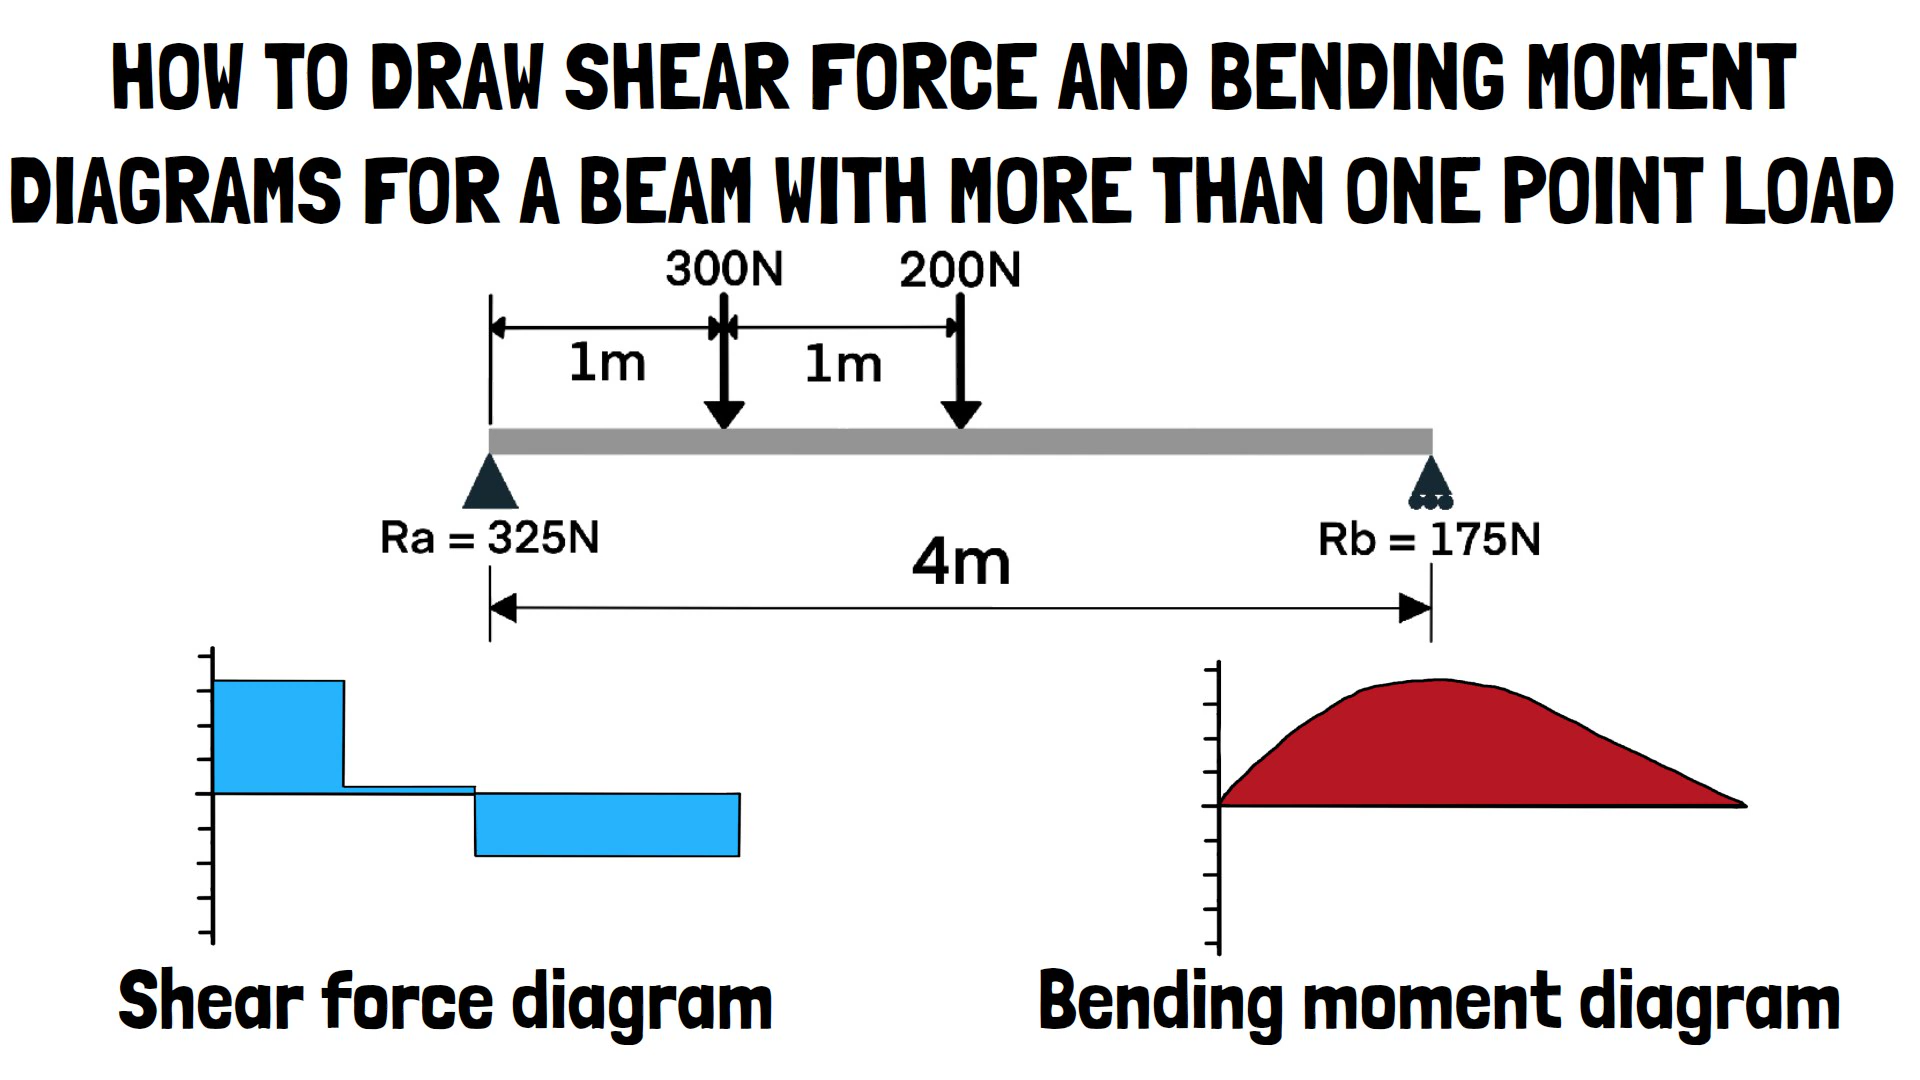 HOW TO DRAW SHEAR FORCE AND BENDING MOMENT
DIAGRAMS FOR A BEAM WITH MORE THAN ONE POINT LOAD
300N
200N
1m
1m
Ra = 325N
Rb = 175N
4m
Shear force diagram
Bending moment diagram